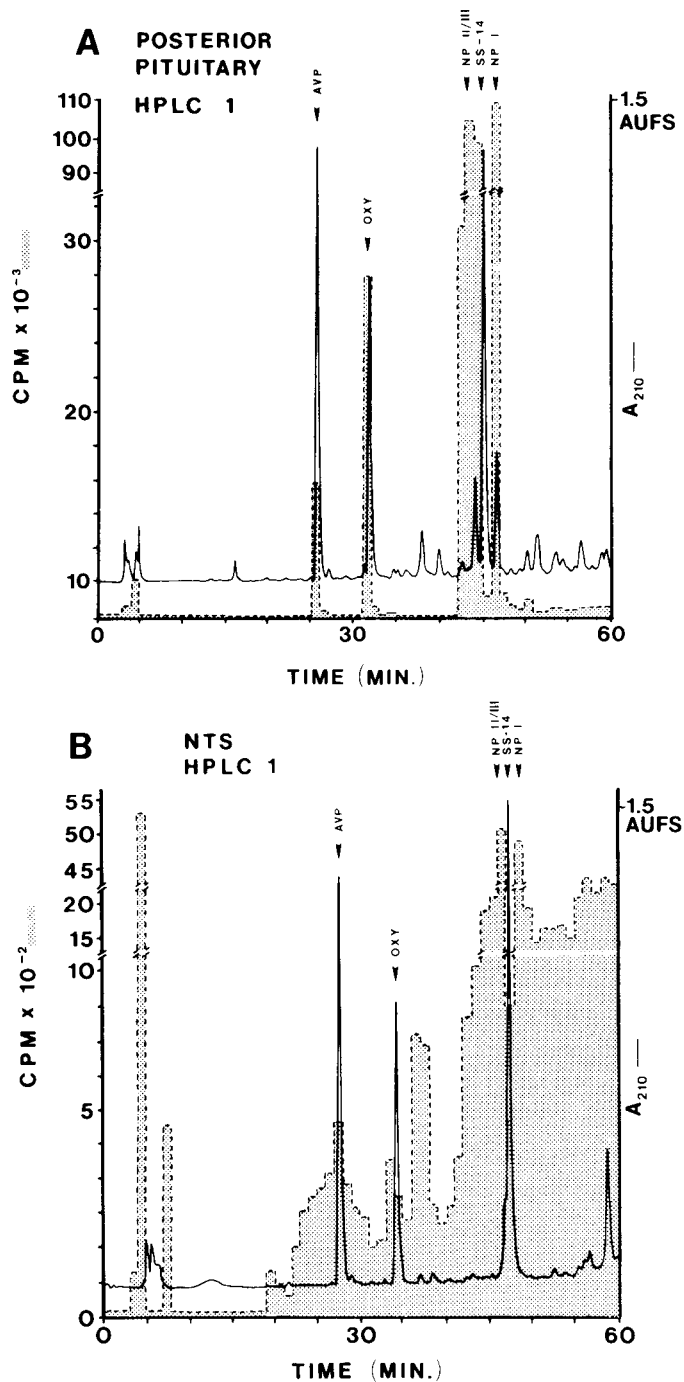 A
POSTERIOR
PITUITARY
HPLC 1
NP II/III
SS-14
NP I
AVP
OXY
110
100
90
30
20
10
1.5
AUFS
CPM x 10⁻³
A₂₁₀
0
30
60
TIME (MIN.)
B
NTS
HPLC 1
NP II/III
SS-14
NP I
AVP
OXY
55
50
45
20
15
10
5
0
1.5
AUFS
CPM x 10⁻²
A₂₁₀
0
30
60
TIME (MIN.)